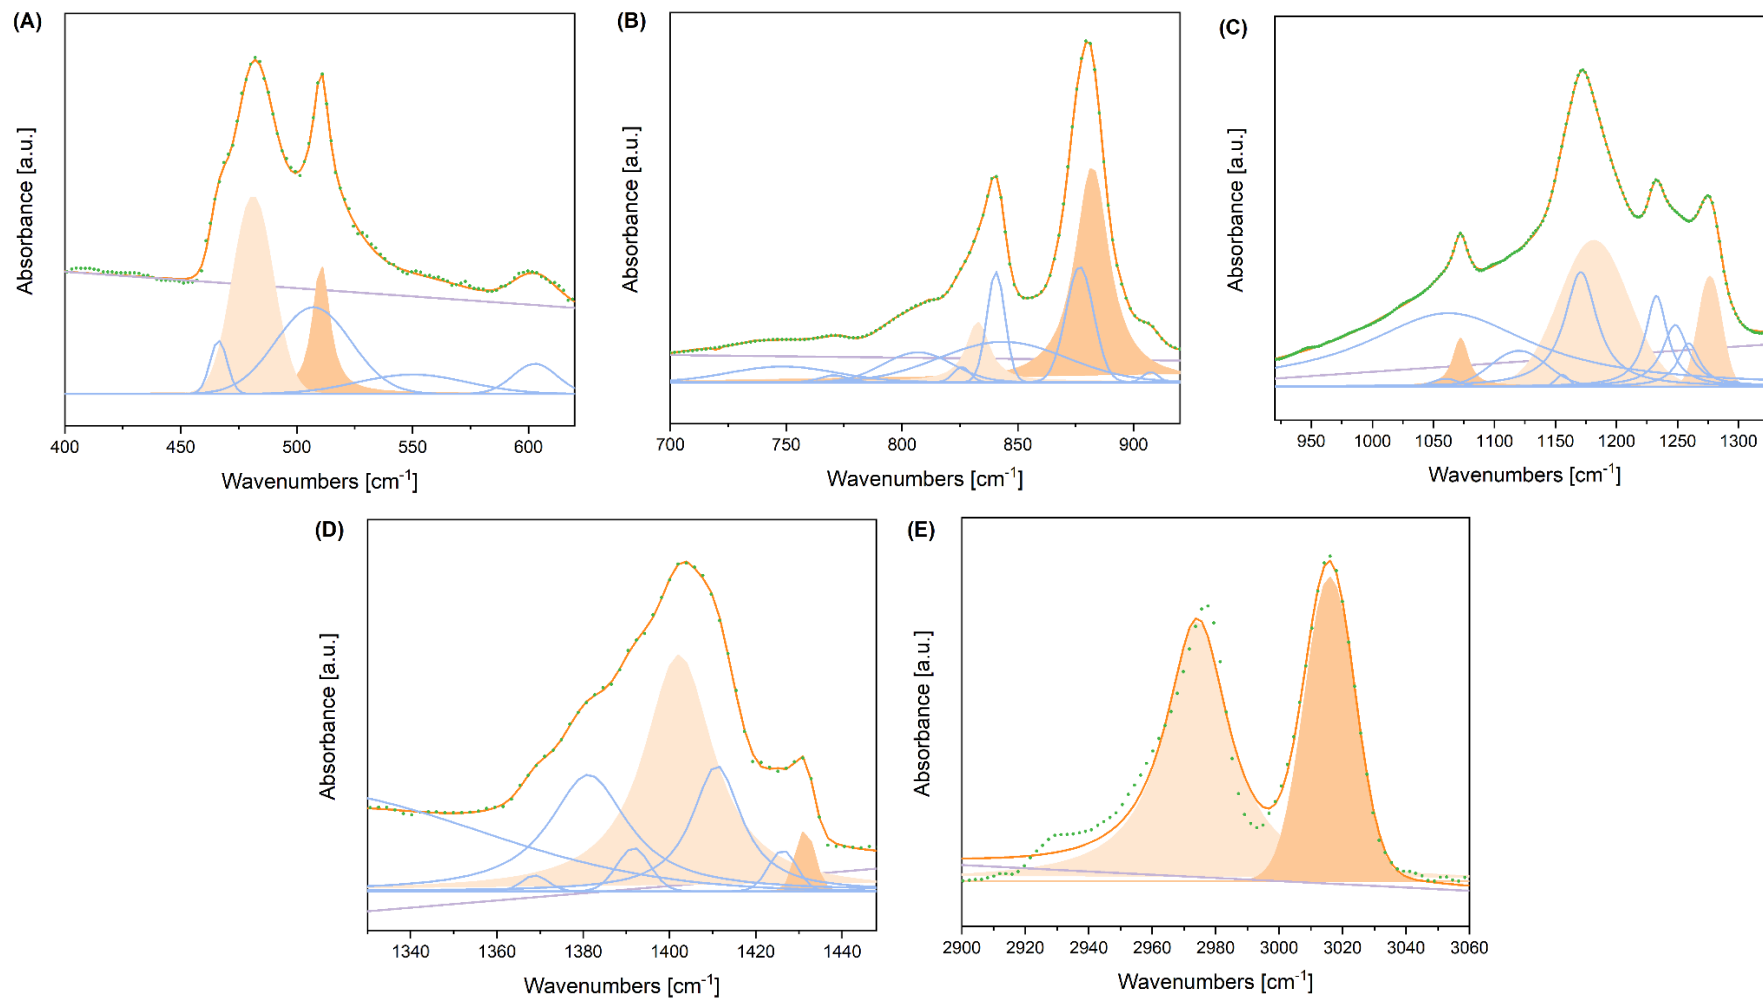 (A)
Absorbance [a.u.]
400 450 500 550 600
Wavenumbers [cm⁻¹]
(B)
Absorbance [a.u.]
700 750 800 850 900
Wavenumbers [cm⁻¹]
(C)
Absorbance [a.u.]
950 1000 1050 1100 1150 1200 1250 1300
Wavenumbers [cm⁻¹]
(D)
Absorbance [a.u.]
1340 1360 1380 1400 1420 1440
Wavenumbers [cm⁻¹]
(E)
Absorbance [a.u.]
2900 2920 2940 2960 2980 3000 3020 3040 3060
Wavenumbers [cm⁻¹]